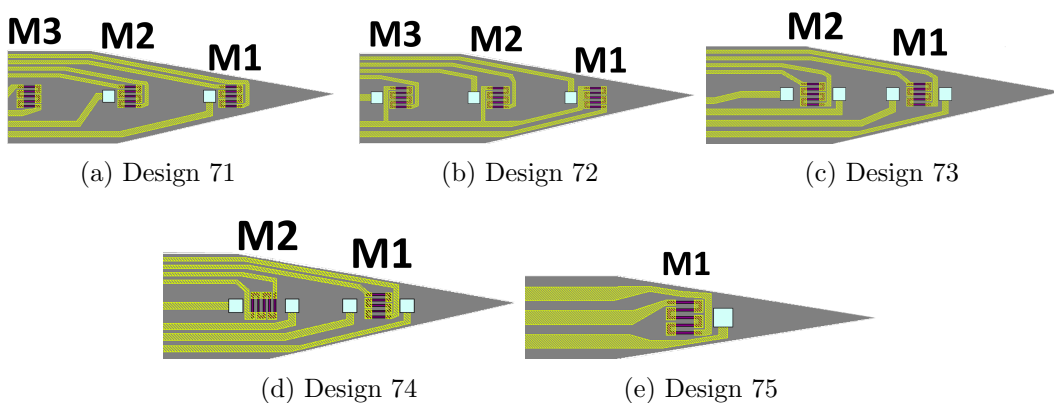 M3 M2 M1
M3 M2 M1
M2 M1
(a) Design 71
(b) Design 72
(c) Design 73
M2 M1
M1
(d) Design 74
(e) Design 75